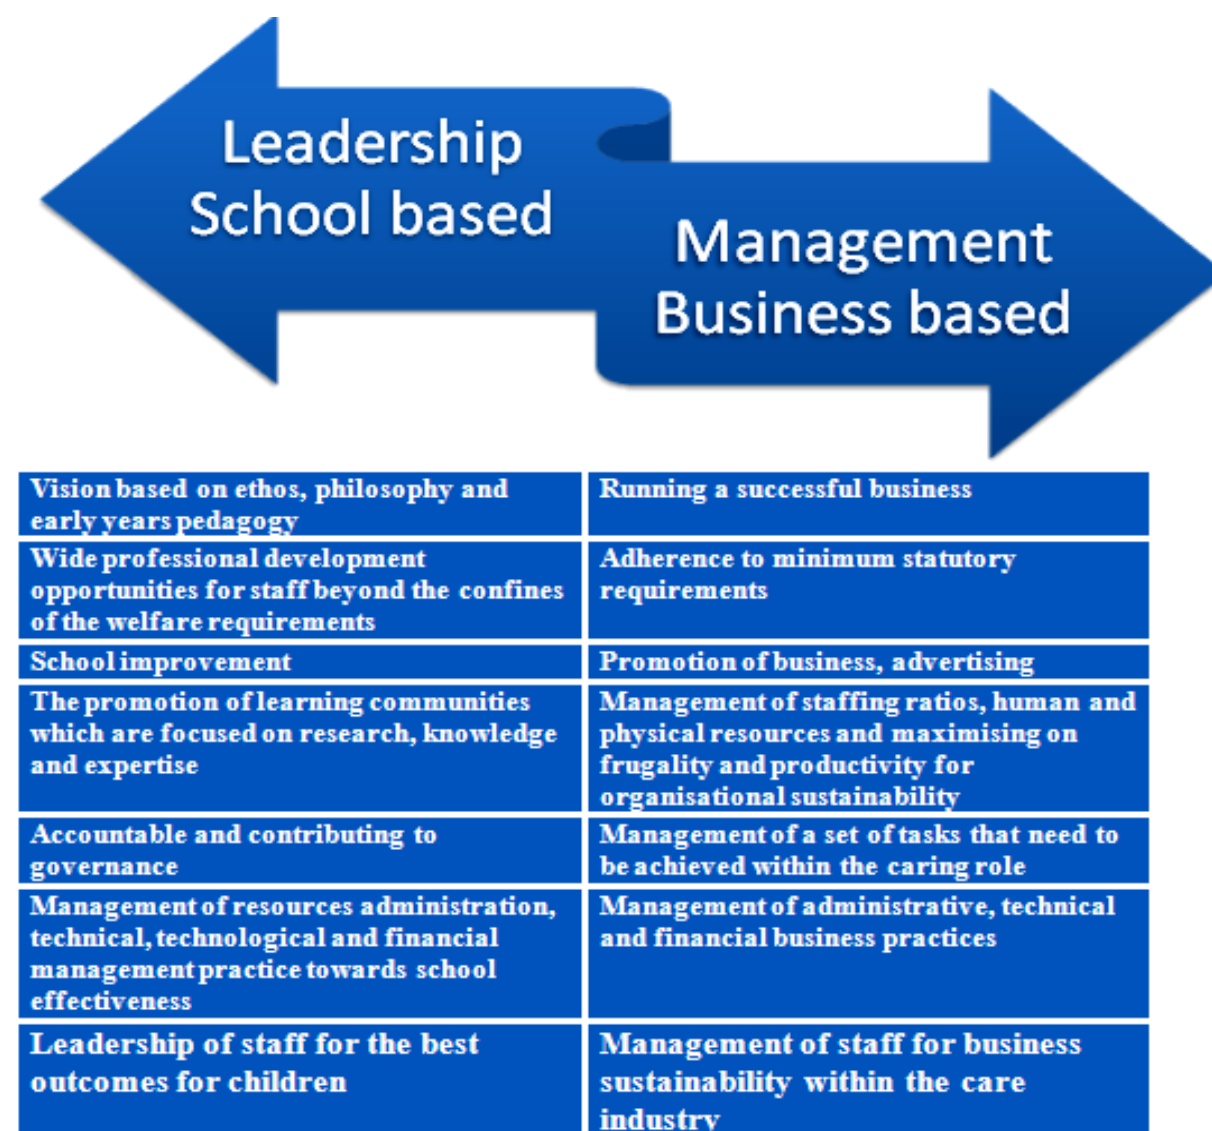 Leadership
School based
Management
Business based
Vision based on ethos, philosophy and
early years pedagogy
Running a successful business
Wide professional development
opportunities for staff beyond the confines
of the welfare requirements
Adherence to minimum statutory
requirements
School improvement
Promotion of business, advertising
The promotion of learning communities
which are focused on research, knowledge
and expertise
Management of staffing ratios, human and
physical resources and maximising on
frugality and productivity for
organisational sustainability
Accountable and contributing to
governance
Management of a set of tasks that need to
be achieved within the caring role
Management of resources administration,
technical, technological and financial
management practice towards school
effectiveness
Management of administrative, technical
and financial business practices
Leadership of staff for the best
outcomes for children
Management of staff for business
sustainability within the care
industry